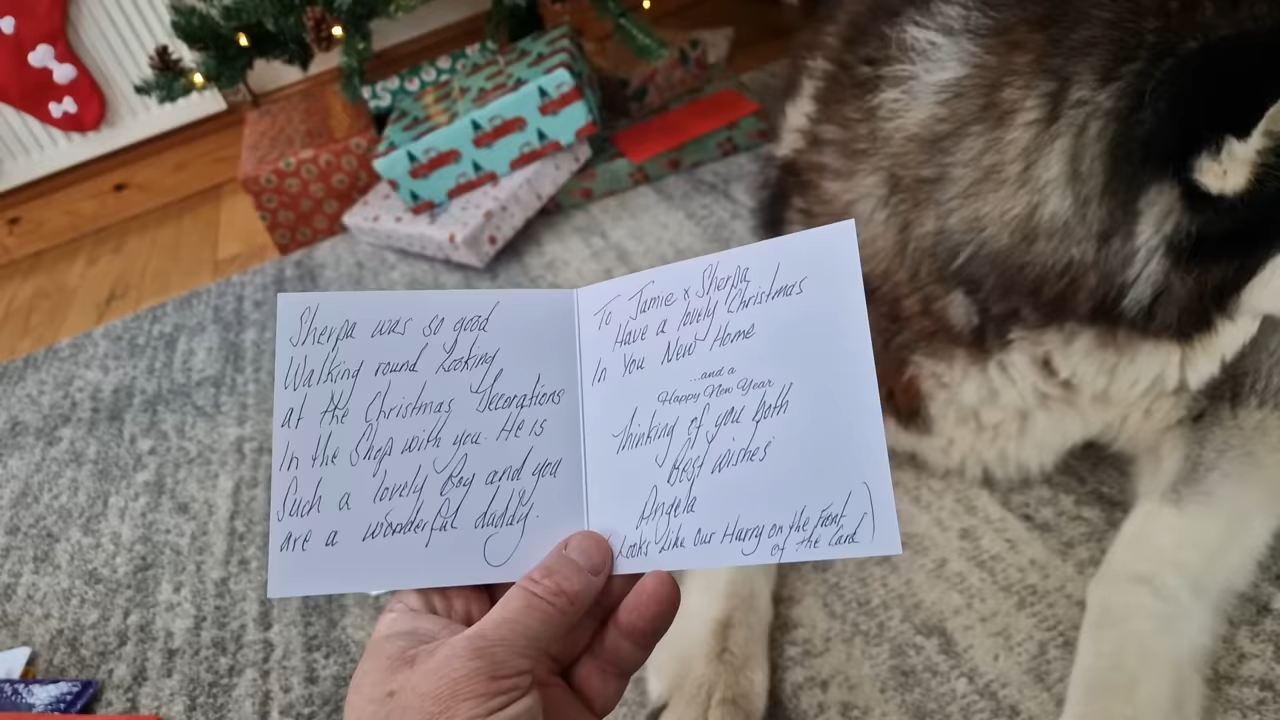 Sherpa was so good
Walking round Looking
at the Christmas Decorations
In the Shop with you. He is
Such a lovely Boy and you
are a wonderful daddy.
To Jamie & Sherpa
Have a lovely Christmas
In You New Home
...and a
Happy New Year
Thinking of you both
Best wishes
Angela
(Looks Like Our Harry on the Front
of the Card)